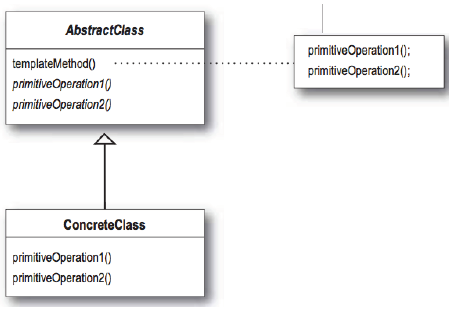 AbstractClass
templateMethod()
primitiveOperation1()
primitiveOperation2()
primitiveOperation1();
primitiveOperation2();
ConcreteClass
primitiveOperation1()
primitiveOperation2()